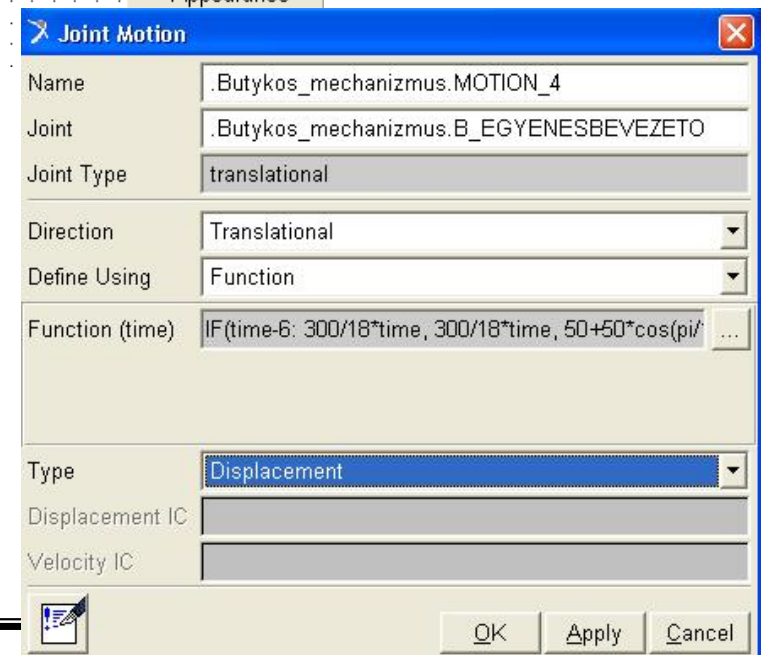 Joint Motion
Name .Butykos_mechanizmus.MOTION_4
Joint .Butykos_mechanizmus.B_EGYENESBEVEZETO
Joint Type translational
Direction Translational
Define Using Function
Function (time) IF(time-6: 300/18*time, 300/18*time, 50+50*cos(pi/ ...
Type Displacement
Displacement IC
Velocity IC
OK Apply Cancel